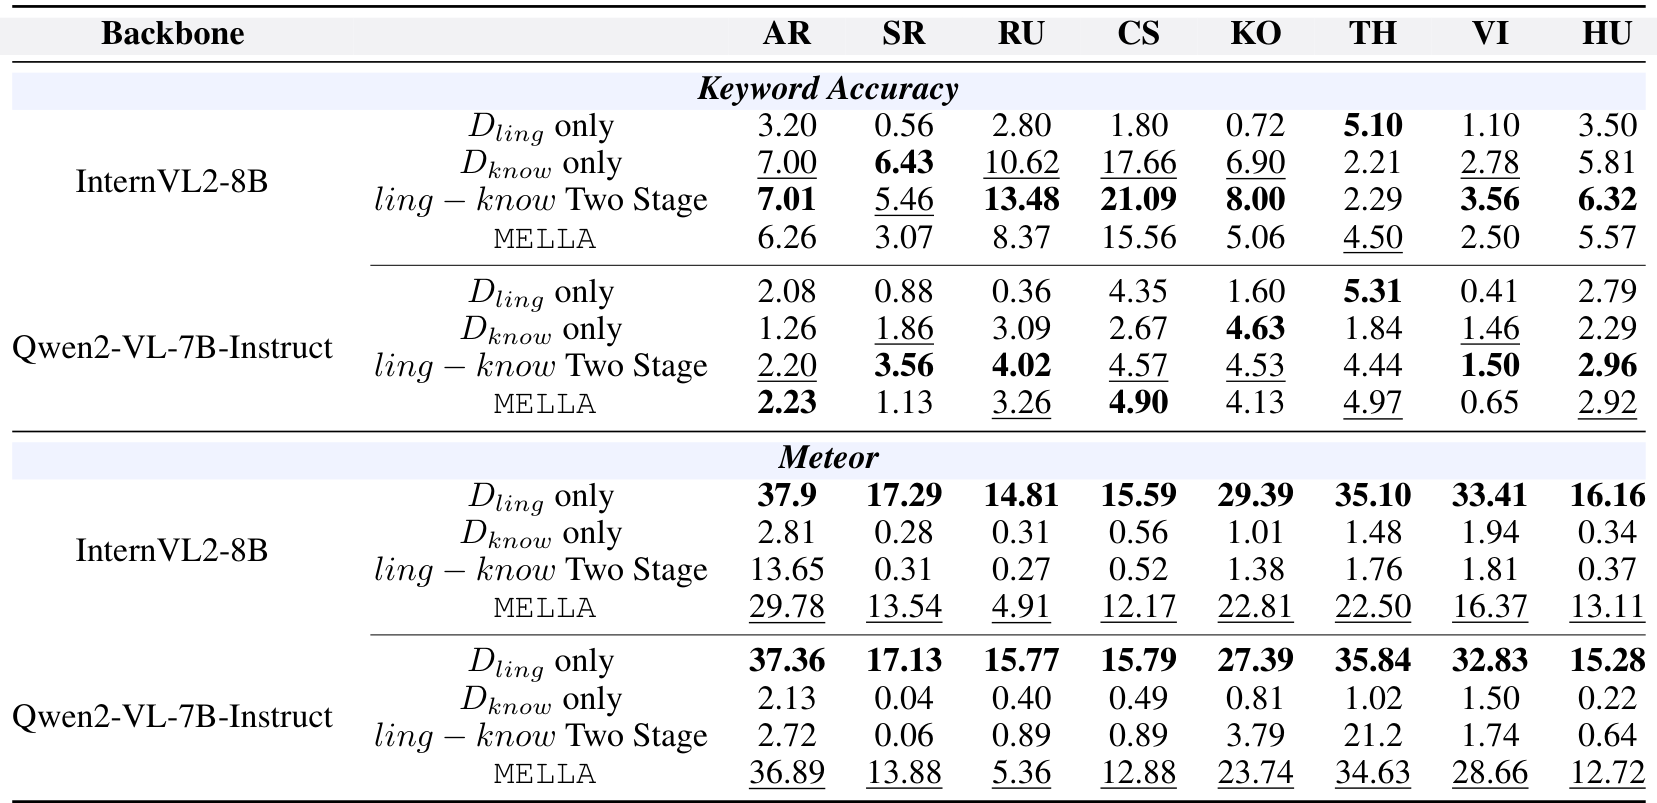 Backbone AR SR RU CS KO TH VI HU
Keyword Accuracy
InternVL2-8B
D_ling only 3.20 0.56 2.80 1.80 0.72 5.10 1.10 3.50
D_know only 7.00 6.43 10.62 17.66 6.90 2.21 2.78 5.81
ling − know Two Stage 7.01 5.46 13.48 21.09 8.00 2.29 3.56 6.32
MELLA 6.26 3.07 8.37 15.56 5.06 4.50 2.50 5.57
Qwen2-VL-7B-Instruct
D_ling only 2.08 0.88 0.36 4.35 1.60 5.31 0.41 2.79
D_know only 1.26 1.86 3.09 2.67 4.63 1.84 1.46 2.29
ling − know Two Stage 2.20 3.56 4.02 4.57 4.53 4.44 1.50 2.96
MELLA 2.23 1.13 3.26 4.90 4.13 4.97 0.65 2.92
Meteor
InternVL2-8B
D_ling only 37.9 17.29 14.81 15.59 29.39 35.10 33.41 16.16
D_know only 2.81 0.28 0.31 0.56 1.01 1.48 1.94 0.34
ling − know Two Stage 13.65 0.31 0.27 0.52 1.38 1.76 1.81 0.37
MELLA 29.78 13.54 4.91 12.17 22.81 22.50 16.37 13.11
Qwen2-VL-7B-Instruct
D_ling only 37.36 17.13 15.77 15.79 27.39 35.84 32.83 15.28
D_know only 2.13 0.04 0.40 0.49 0.81 1.02 1.50 0.22
ling − know Two Stage 2.72 0.06 0.89 0.89 3.79 21.2 1.74 0.64
MELLA 36.89 13.88 5.36 12.88 23.74 34.63 28.66 12.72